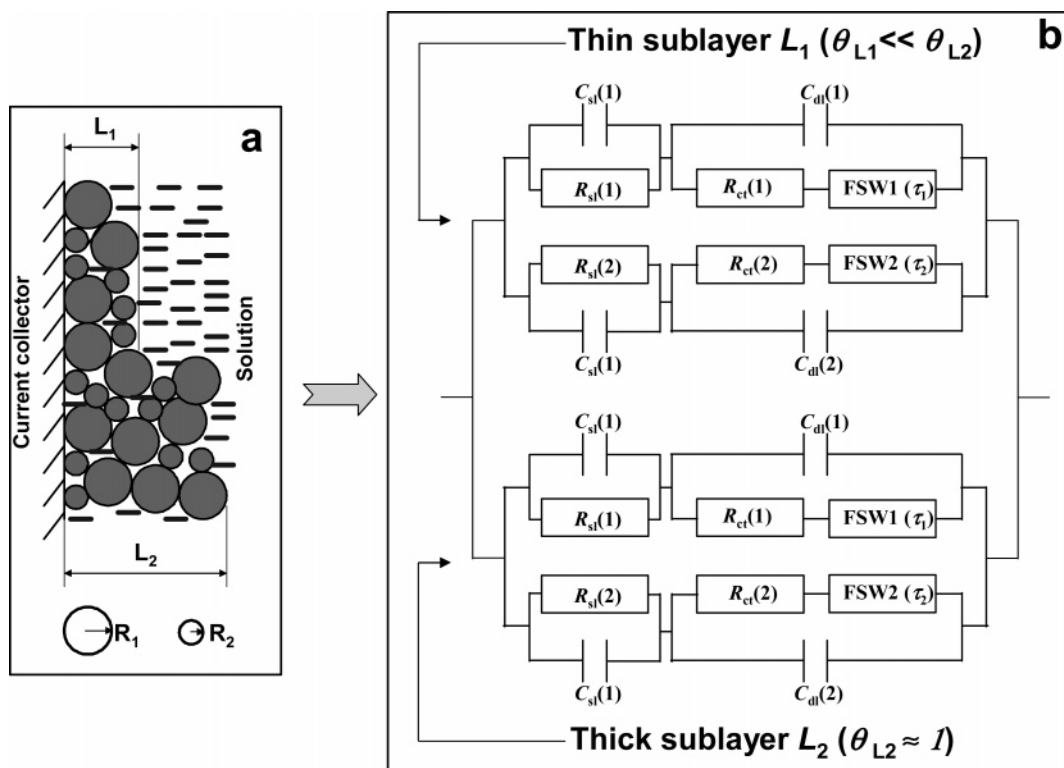 a
L1
Current collector
Solution
L2
R1
R2
b
Thin sublayer L1 (θL1<< θL2)
Csl(1)
Cdl(1)
Rsl(1)
Rct(1)
FSW1 (τ1)
Rsl(2)
Rct(2)
FSW2 (τ2)
Csl(1)
Cdl(2)
Csl(1)
Cdl(1)
Rsl(1)
Rct(1)
FSW1 (τ1)
Rsl(2)
Rct(2)
FSW2 (τ2)
Csl(1)
Cdl(2)
Thick sublayer L2 (θL2 ≈ 1)